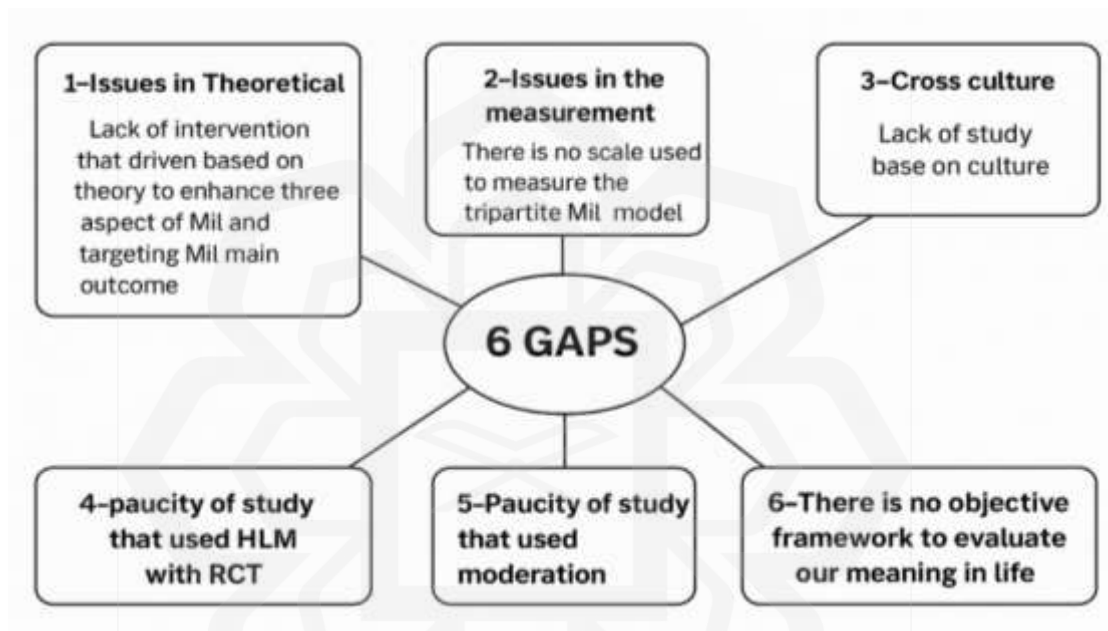 1–Issues in Theoretical
Lack of intervention
that driven based on
theory to enhance three
aspect of Mil and
targeting Mil main
outcome
2–Issues in the
measurement
There is no scale used
to measure the
tripartite Mil model
3–Cross culture
Lack of study
base on culture
6 GAPS
4–paucity of study
that used HLM
with RCT
5–Paucity of study
that used
moderation
6–There is no objective
framework to evaluate
our meaning in life